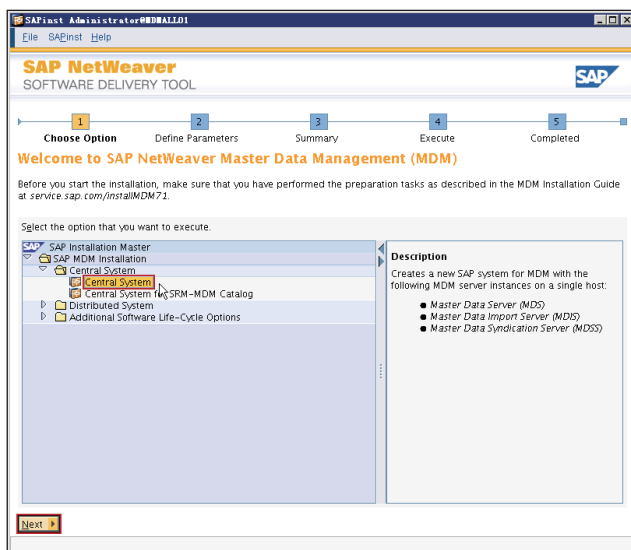 SAPinst Administrator@MDMALL01
File SAPinst Help
SAP NetWeaver
SOFTWARE DELIVERY TOOL
SAP
1 2 3 4 5
Choose Option Define Parameters Summary Execute Completed
Welcome to SAP NetWeaver Master Data Management (MDM)
Before you start the installation, make sure that you have performed the preparation tasks as described in the MDM Installation Guide
at service.sap.com/installMDM71.
Select the option that you want to execute.
SAP SAP Installation Master
SAP MDM Installation
Central System
Central System
Central System for SRM-MDM Catalog
Distributed System
Additional Software Life-Cycle Options
Description
Creates a new SAP system for MDM with the
following MDM server instances on a single host:
● Master Data Server (MDS)
● Master Data Import Server (MDIS)
● Master Data Syndication Server (MDSS)
Next